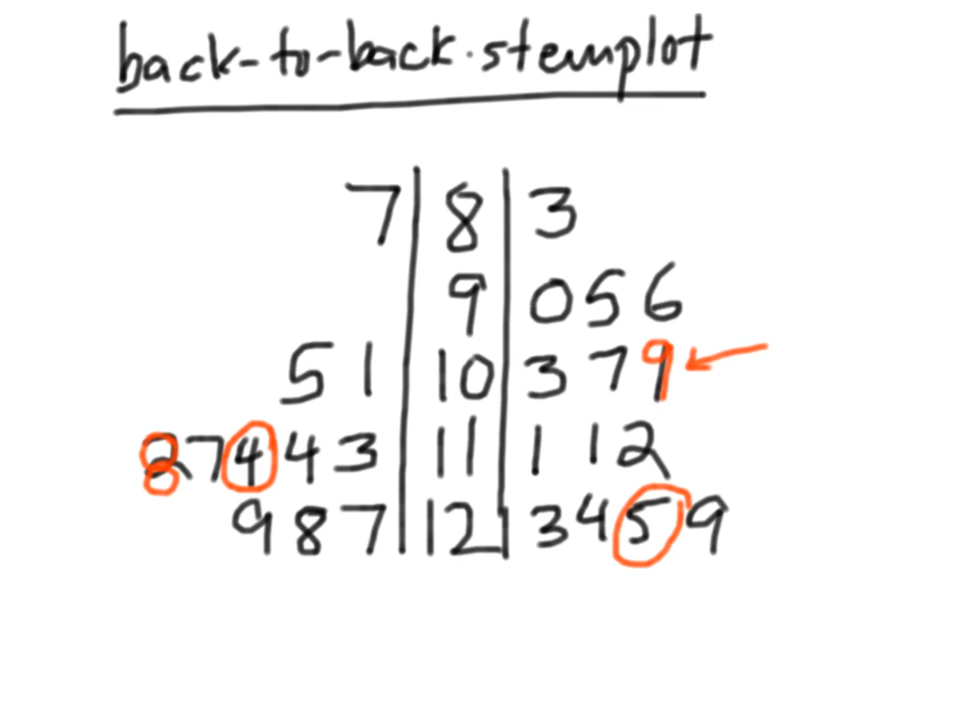 back-to-back stemplot
7 | 8 | 3
9 | 0 5 6
5 1 | 10 | 3 7 9
8 7 4 4 3 | 11 | 1 1 2
9 8 7 | 12 | 3 4 5 9